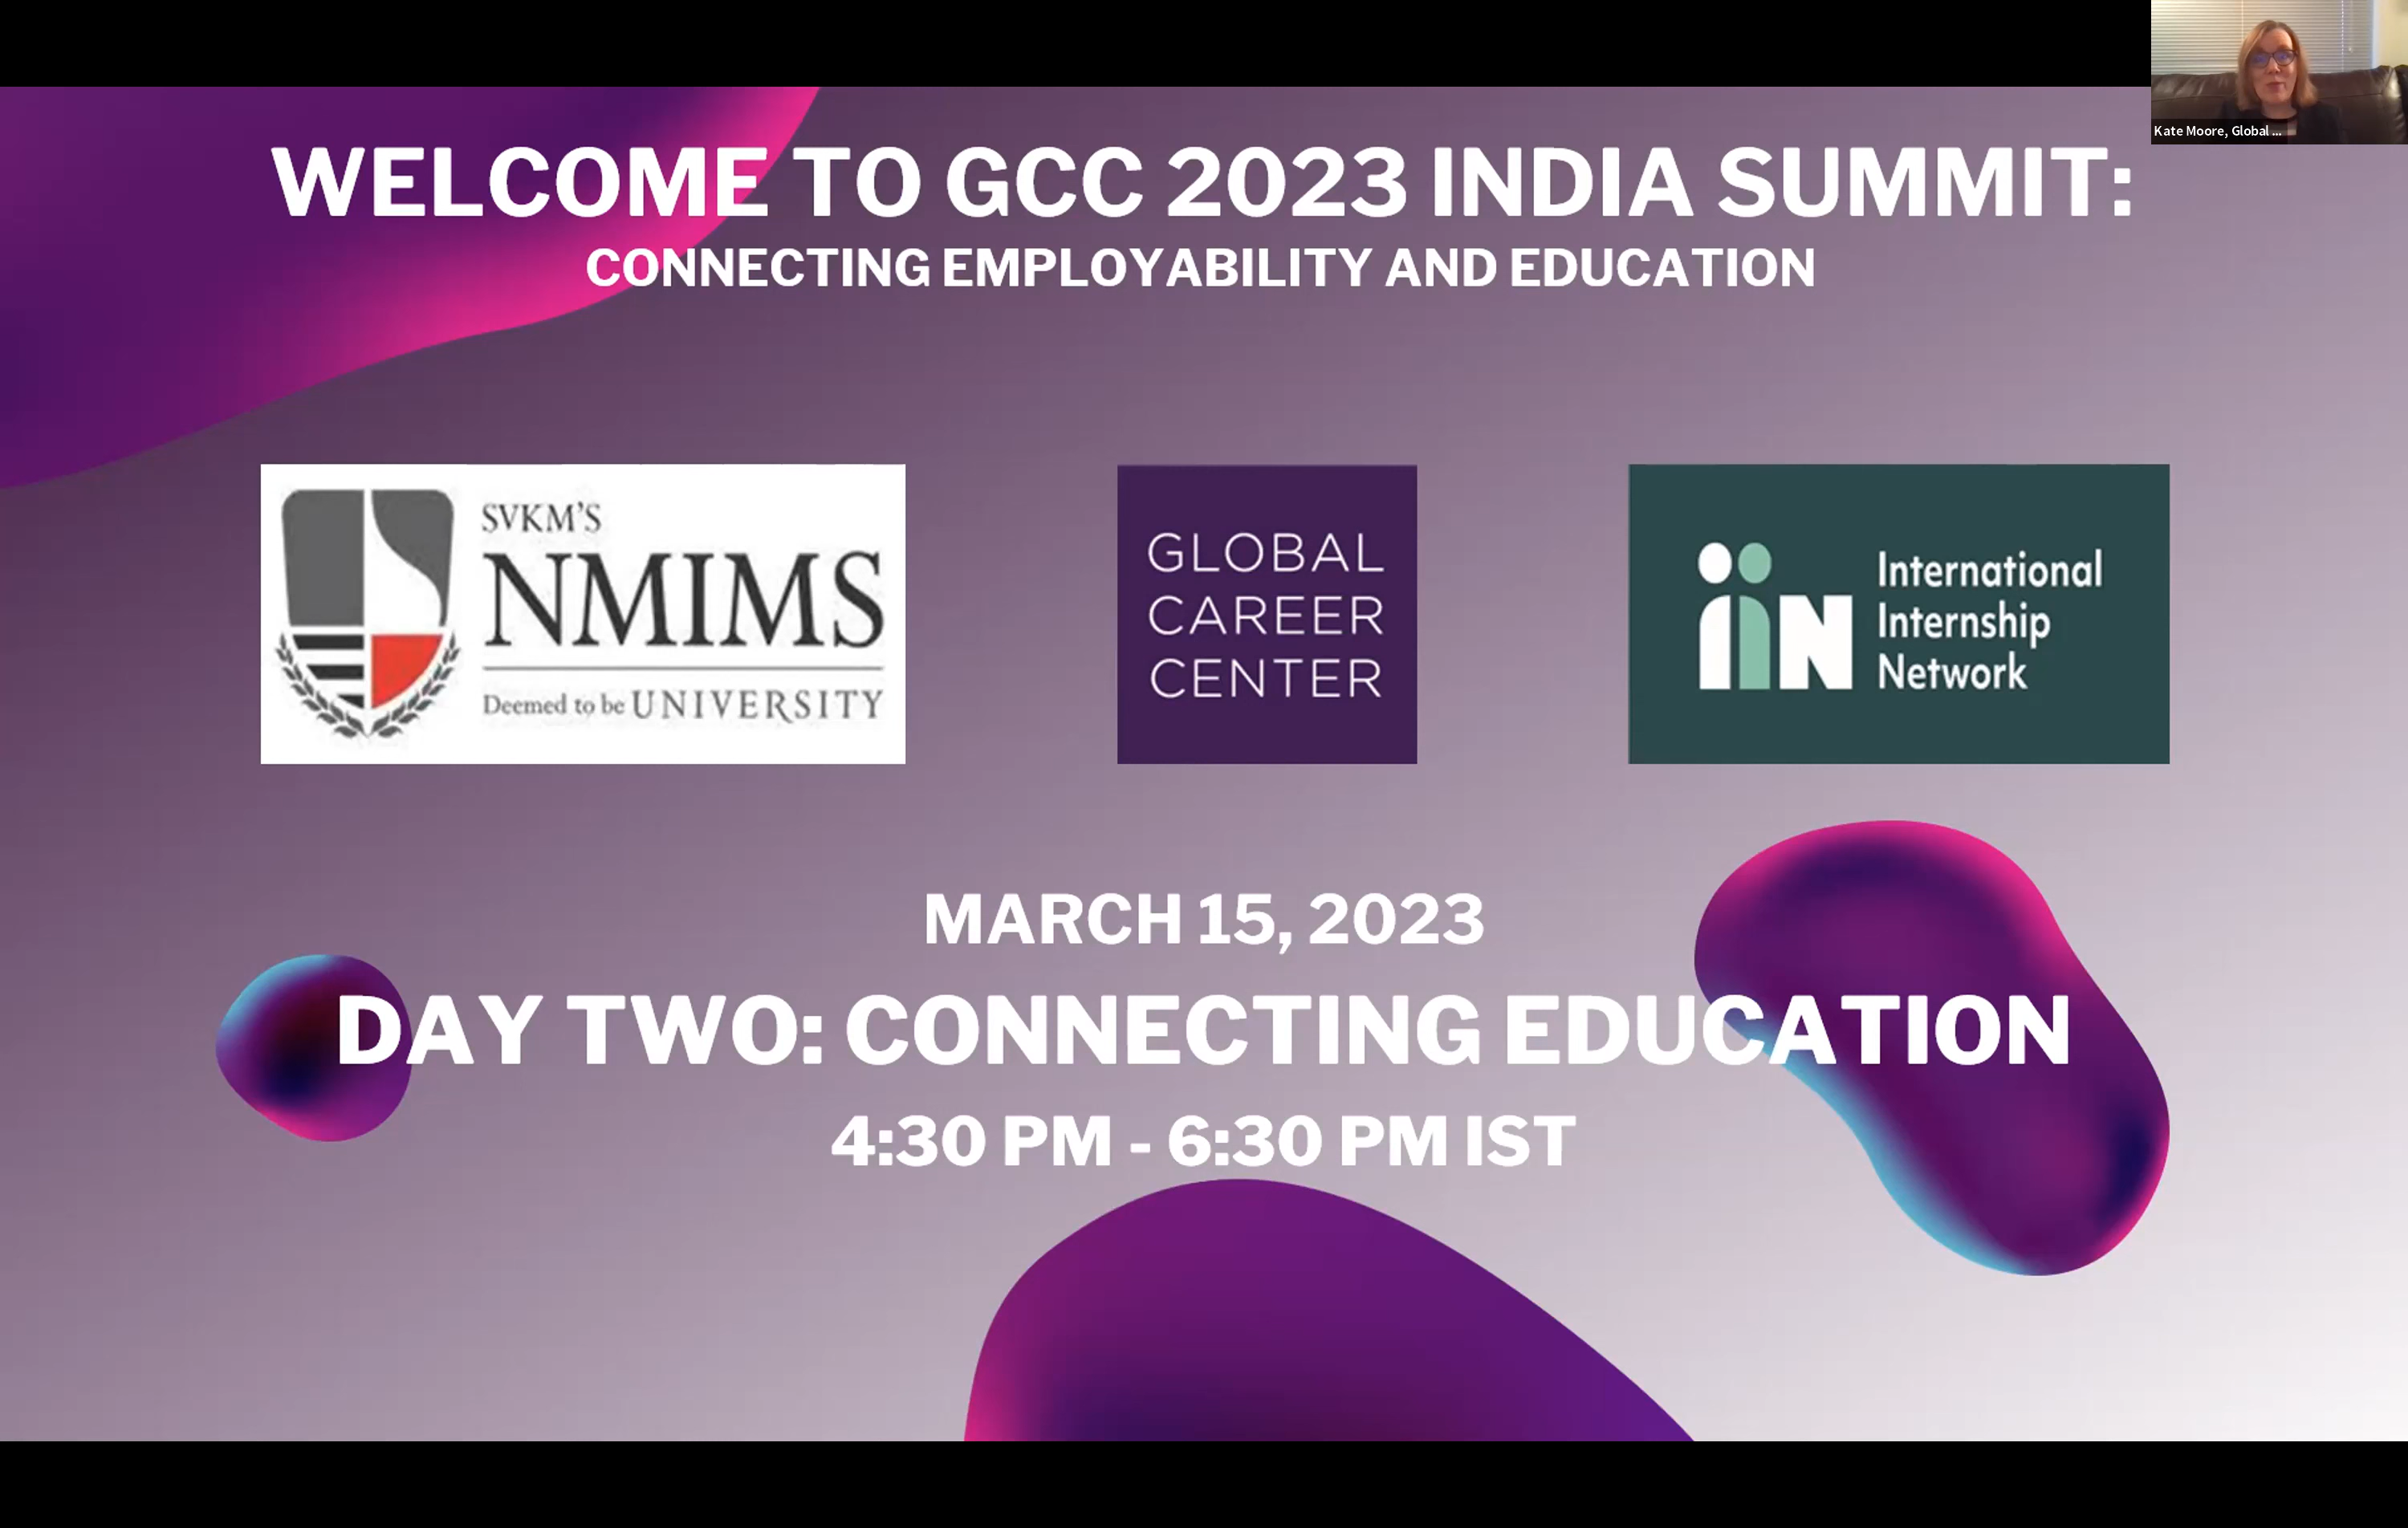 Kate Moore, Global ...
WELCOME TO GCC 2023 INDIA SUMMIT:
CONNECTING EMPLOYABILITY AND EDUCATION
SVKM'S
NMIMS
Deemed to be UNIVERSITY
GLOBAL
CAREER
CENTER
iiN
International
Internship
Network
MARCH 15, 2023
DAY TWO: CONNECTING EDUCATION
4:30 PM - 6:30 PM IST